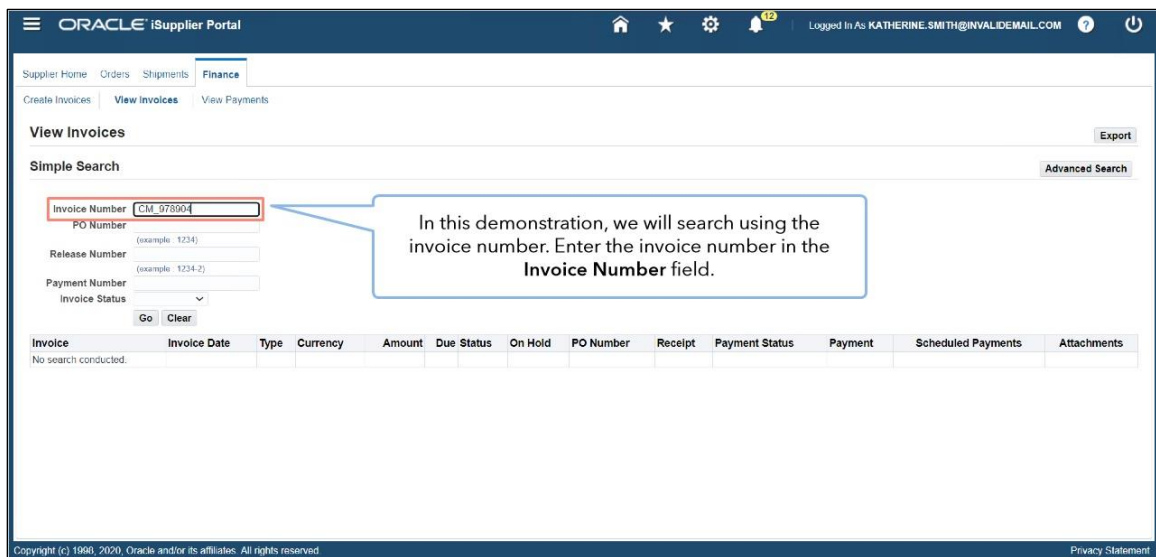 ORACLE iSupplier Portal
12
Logged In As KATHERINE.SMITH@INVALIDEMAIL.COM ?
Supplier Home Orders Shipments Finance
Create Invoices View Invoices View Payments
View Invoices
Export
Simple Search
Advanced Search
Invoice Number CM_978904
PO Number
(example : 1234)
Release Number
(example : 1234-2)
Payment Number
Invoice Status
Go Clear
In this demonstration, we will search using the
invoice number. Enter the invoice number in the
Invoice Number field.
Invoice Invoice Date Type Currency Amount Due Status On Hold PO Number Receipt Payment Status Payment Scheduled Payments Attachments
No search conducted.
Copyright (c) 1998, 2020, Oracle and/or its affiliates. All rights reserved.
Privacy Statement